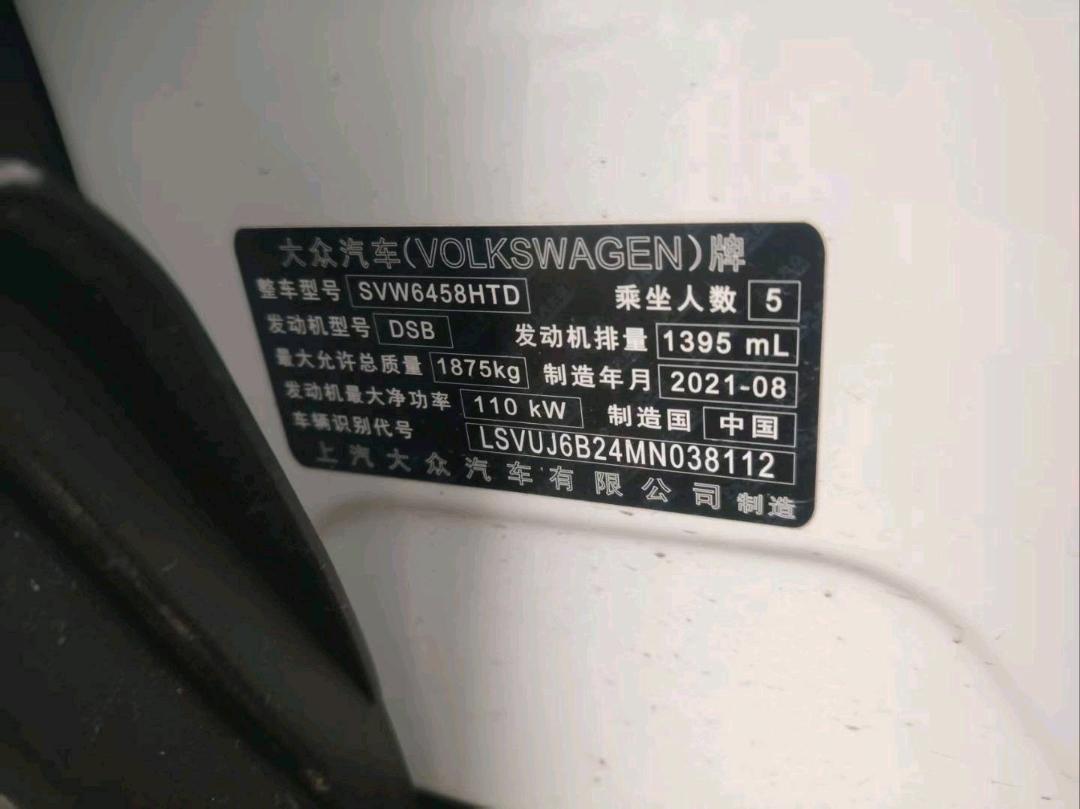 大众汽车(VOLKSWAGEN)牌
整车型号 SVW6458HTD 乘坐人数 5
发动机型号 DSB 发动机排量 1395 mL
最大允许总质量 1875kg 制造年月 2021-08
发动机最大净功率 110 kW 制造国 中国
车辆识别代号 LSVUJ6B24MN038112
上汽大众汽车有限公司 制造